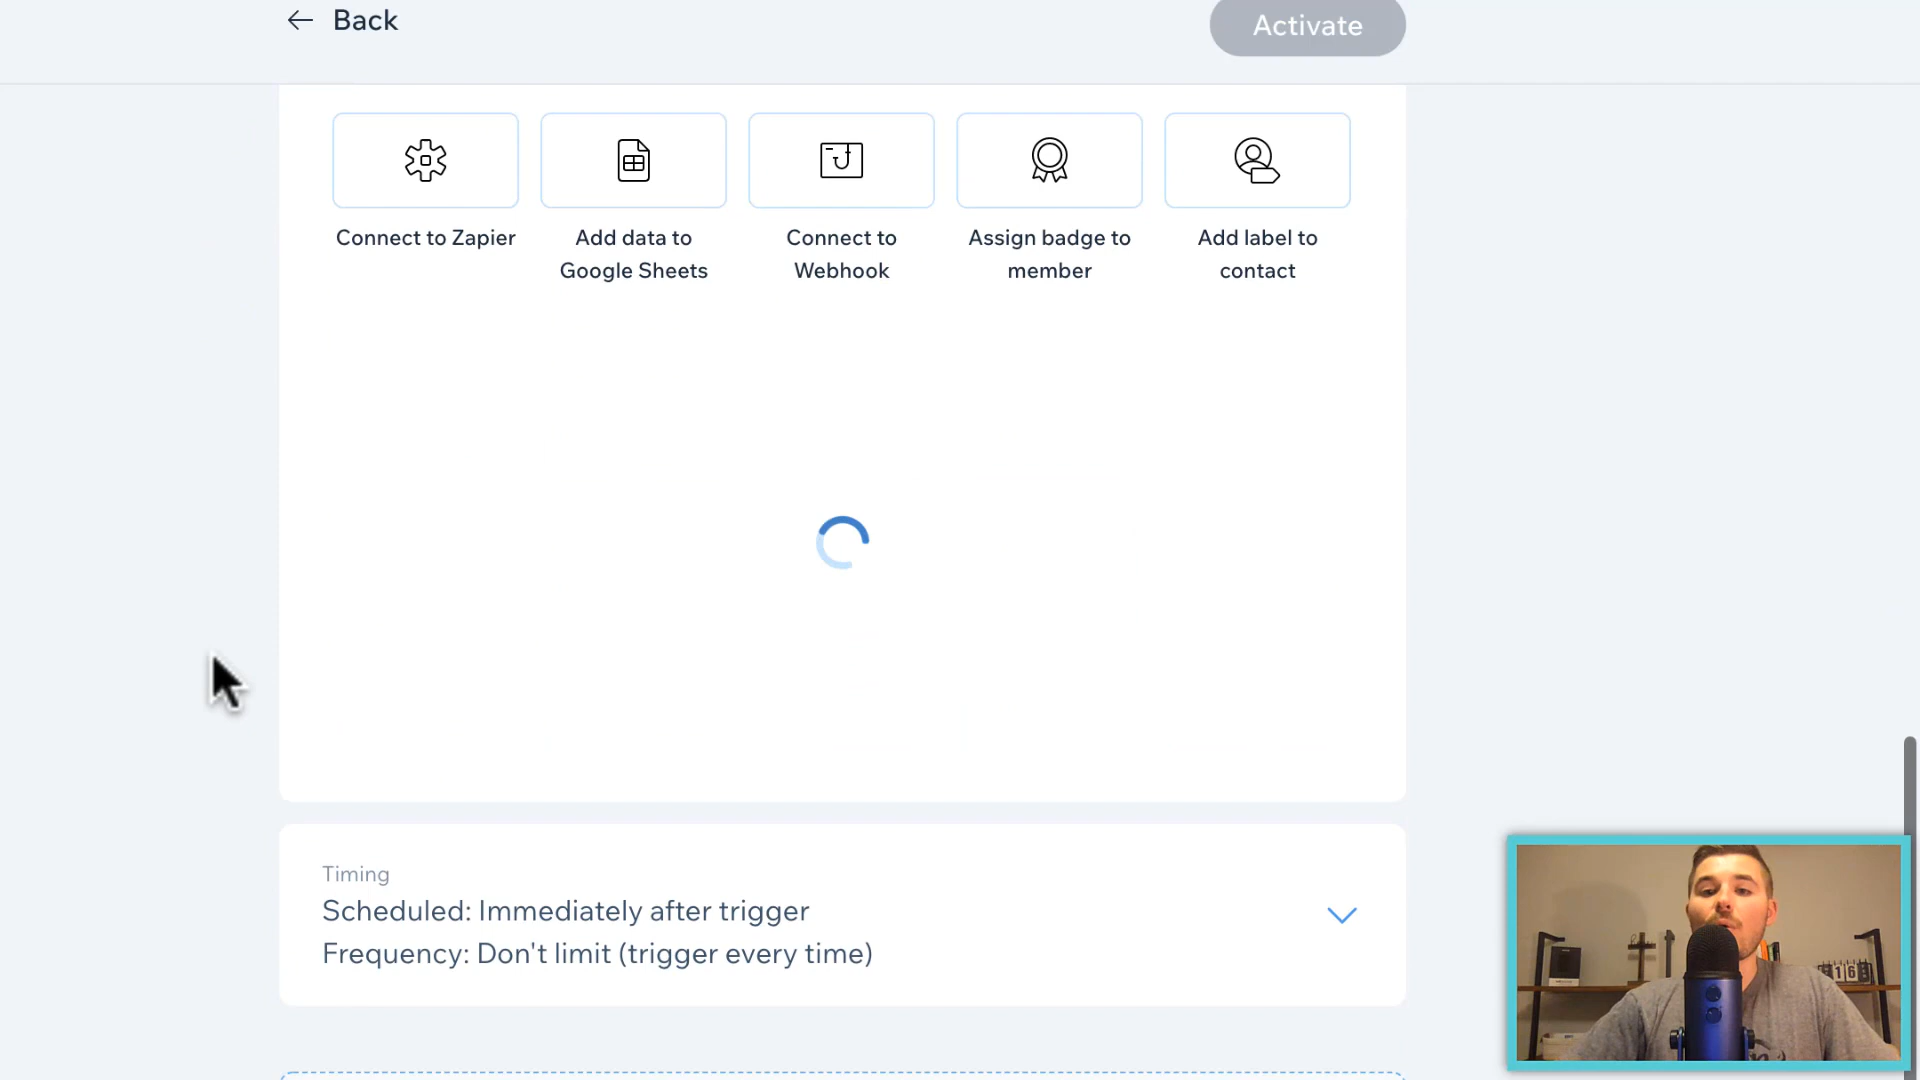 Back
Activate
Connect to Zapier
Add data to
Google Sheets
Connect to
Webhook
Assign badge to
member
Add label to
contact
Timing
Scheduled: Immediately after trigger
Frequency: Don't limit (trigger every time)